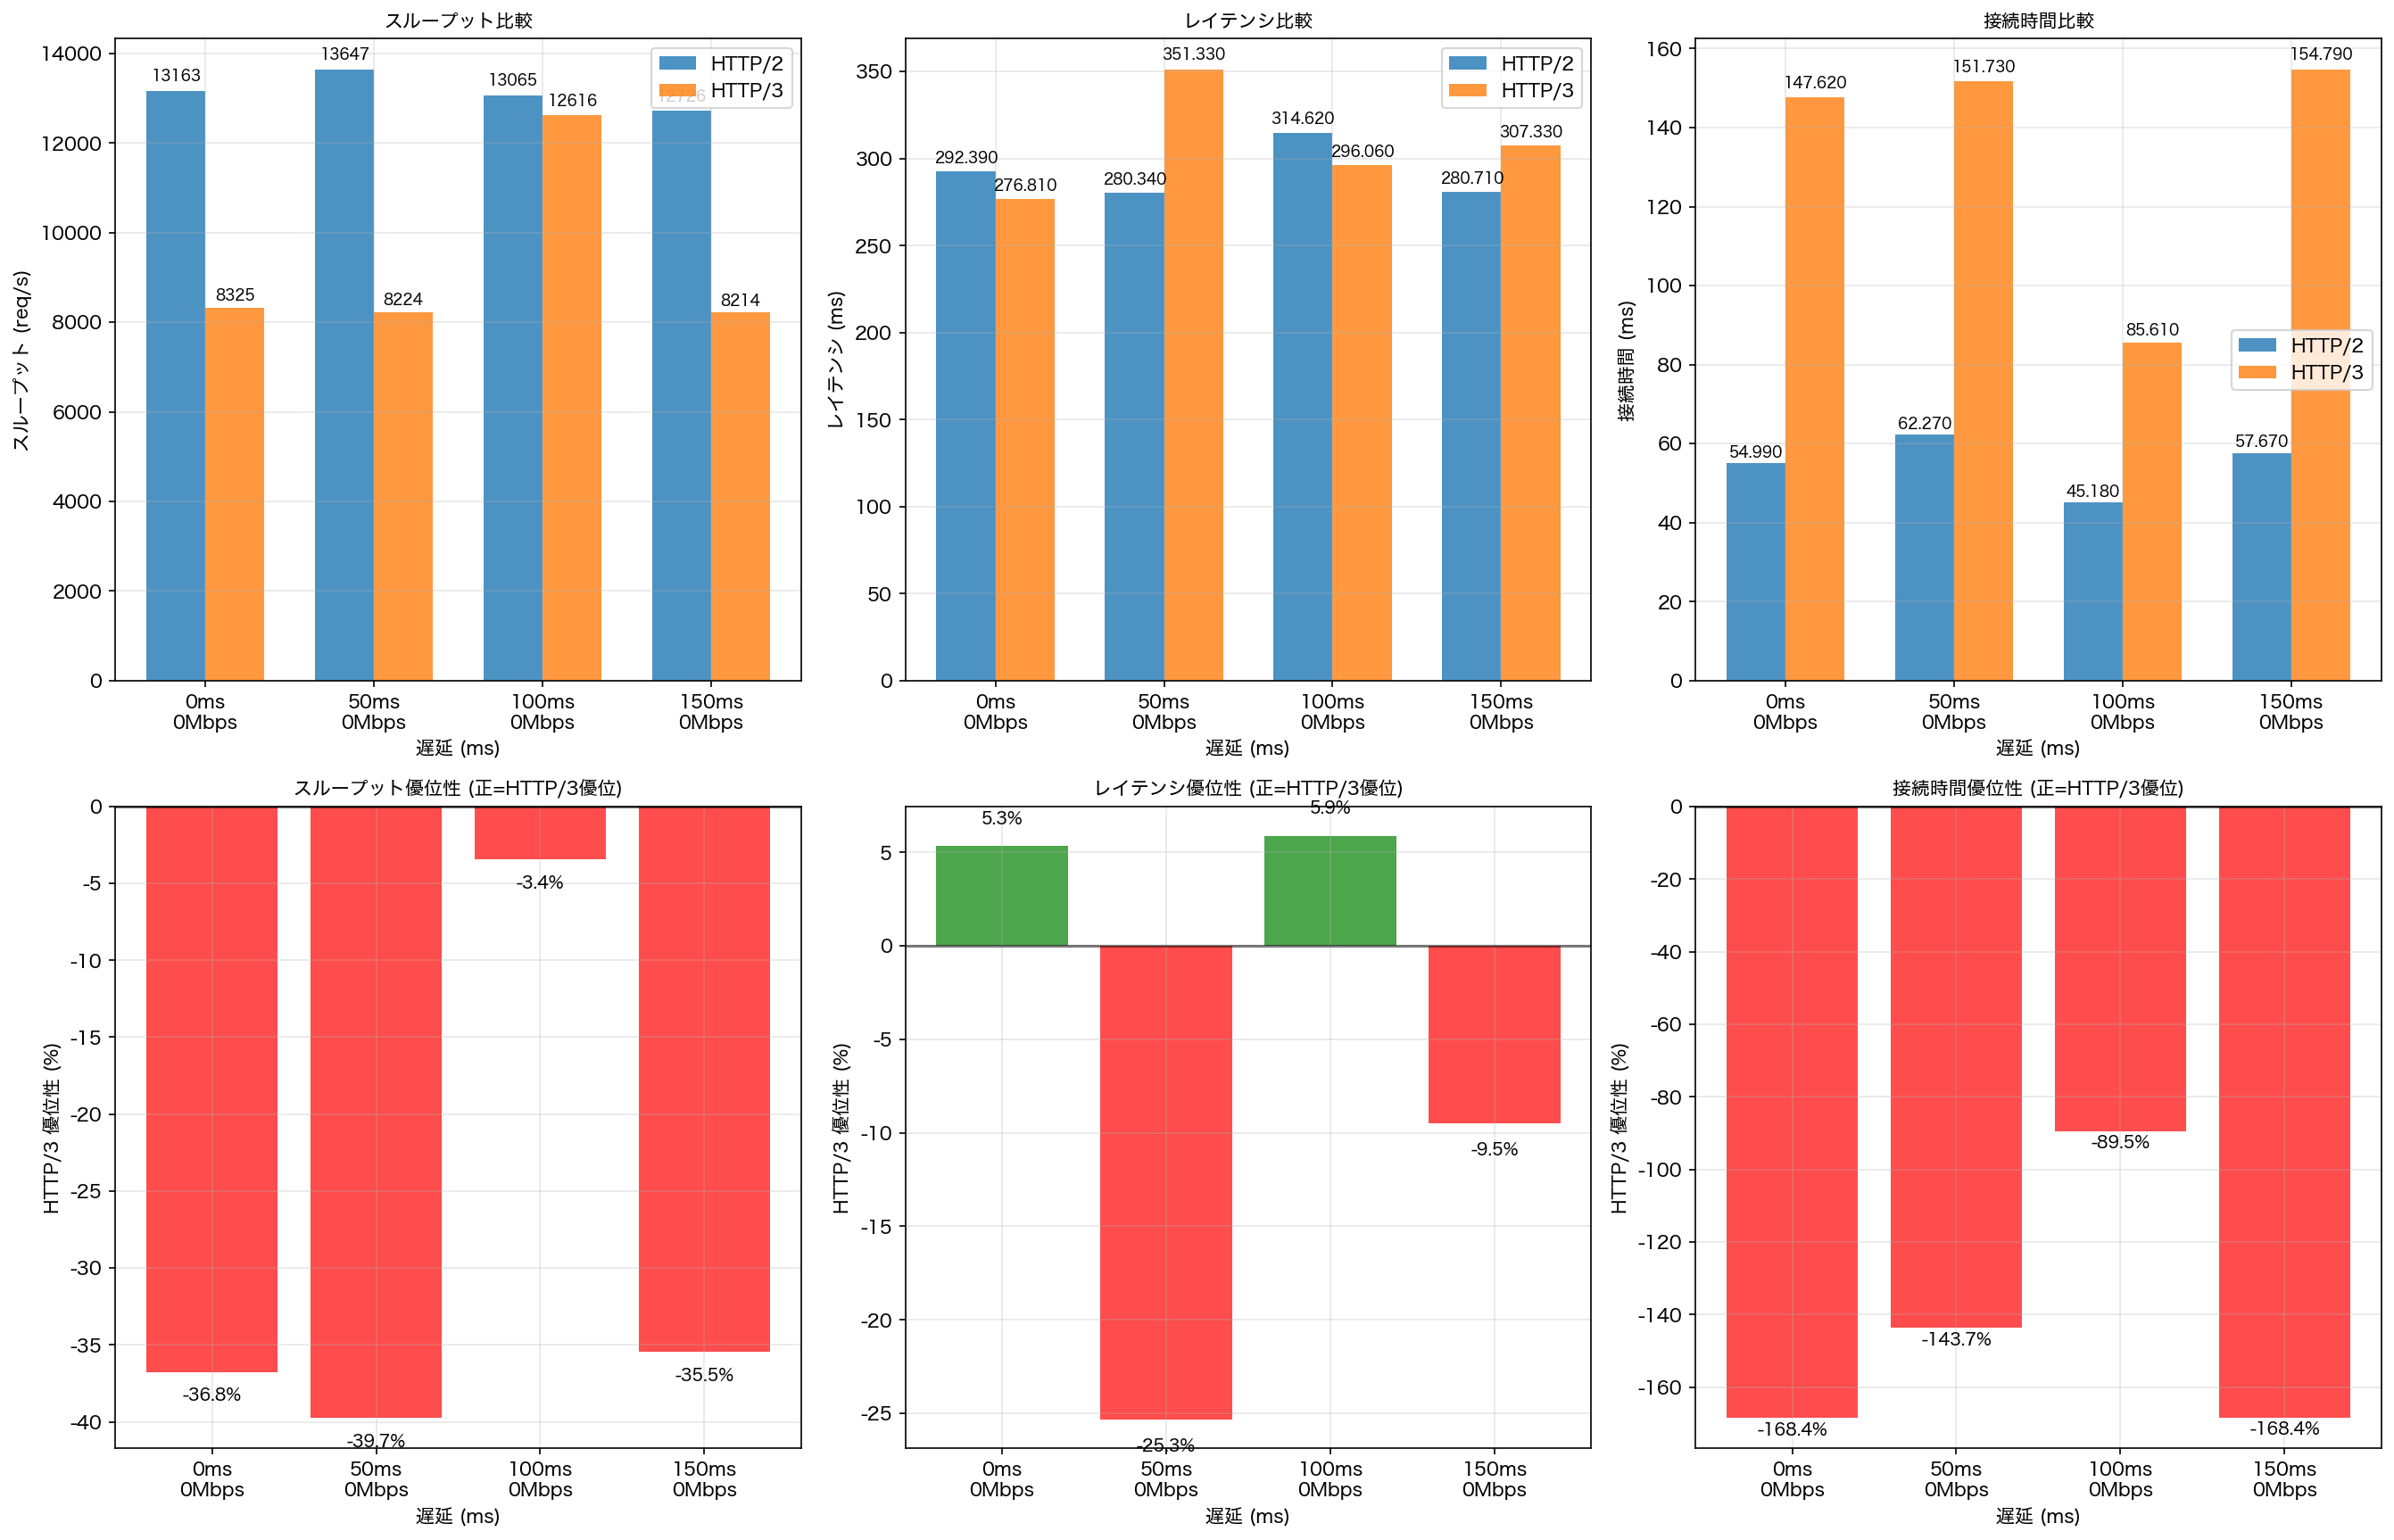 スループット比較
14000
12000
10000
8000
6000
4000
2000
0
スループット (req/s)
13163
13647
13065
12726
8325
8224
12616
8214
HTTP/2
HTTP/3
0ms
0Mbps
50ms
0Mbps
100ms
0Mbps
150ms
0Mbps
遅延 (ms)
レイテンシ比較
350
300
250
200
150
100
50
0
レイテンシ (ms)
292.390
276.810
280.340
351.330
314.620
296.060
280.710
307.330
HTTP/2
HTTP/3
0ms
0Mbps
50ms
0Mbps
100ms
0Mbps
150ms
0Mbps
遅延 (ms)
接続時間比較
160
140
120
100
80
60
40
20
0
接続時間 (ms)
54.990
147.620
62.270
151.730
45.180
85.610
57.670
154.790
HTTP/2
HTTP/3
0ms
0Mbps
50ms
0Mbps
100ms
0Mbps
150ms
0Mbps
遅延 (ms)
スループット優位性 (正=HTTP/3優位)
0
-5
-10
-15
-20
-25
-30
-35
-40
HTTP/3 優位性 (%)
-36.8%
-39.7%
-3.4%
-35.5%
0ms
0Mbps
50ms
0Mbps
100ms
0Mbps
150ms
0Mbps
遅延 (ms)
レイテンシ優位性 (正=HTTP/3優位)
5
0
-5
-10
-15
-20
-25
HTTP/3 優位性 (%)
5.3%
-25.3%
5.9%
-9.5%
0ms
0Mbps
50ms
0Mbps
100ms
0Mbps
150ms
0Mbps
遅延 (ms)
接続時間優位性 (正=HTTP/3優位)
0
-20
-40
-60
-80
-100
-120
-140
-160
HTTP/3 優位性 (%)
-168.4%
-143.7%
-89.5%
-168.4%
0ms
0Mbps
50ms
0Mbps
100ms
0Mbps
150ms
0Mbps
遅延 (ms)